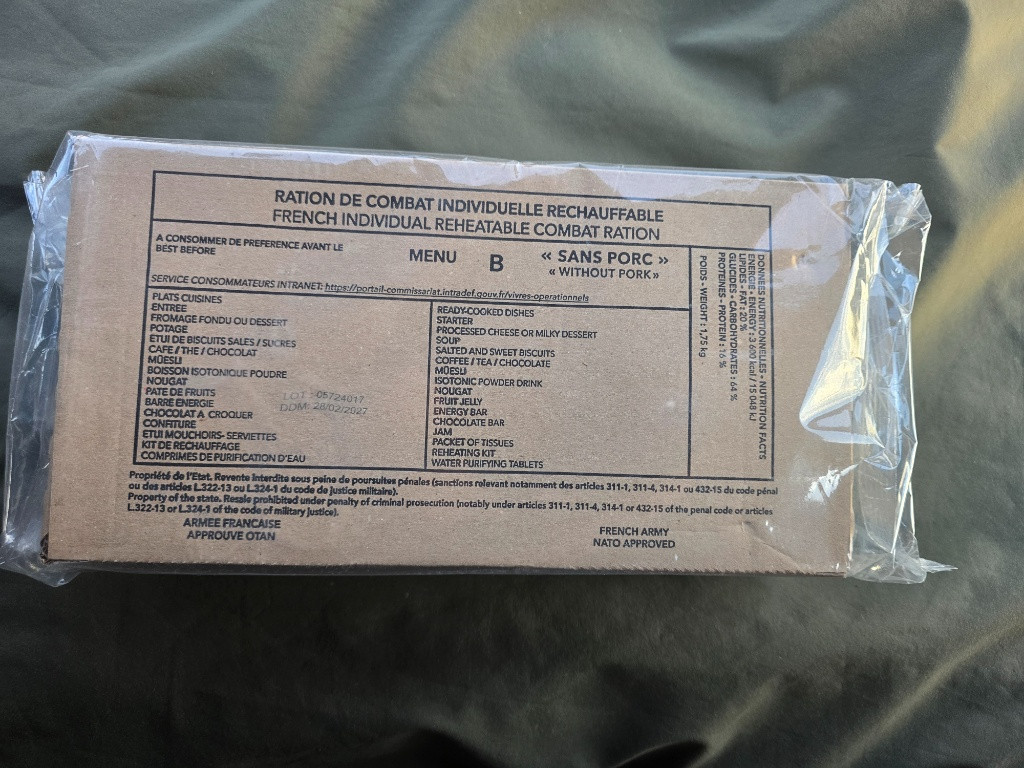 RATION DE COMBAT INDIVIDUELLE RECHAUFFABLE
FRENCH INDIVIDUAL REHEATABLE COMBAT RATION
A CONSOMMER DE PREFERENCE AVANT LE
BEST BEFORE
MENU B
« SANS PORC »
« WITHOUT PORK »
SERVICE CONSOMMATEURS INTRANET: https://portail-commissariat.intradef.gouv.fr/vivres-operationnels
PLATS CUISINES
ENTREE
FROMAGE FONDU OU DESSERT
POTAGE
ETUI DE BISCUITS SALES / SUCRES
CAFE / THE / CHOCOLAT
MÜESLI
BOISSON ISOTONIQUE POUDRE
NOUGAT
PATE DE FRUITS
BARRE ENERGIE
CHOCOLAT A CROQUER
CONFITURE
ETUI MOUCHOIRS- SERVIETTES
KIT DE RECHAUFFAGE
COMPRIMES DE PURIFICATION D'EAU
LOT : 05724017
DDM: 28/02/2027
READY-COOKED DISHES
STARTER
PROCESSED CHEESE OR MILKY DESSERT
SOUP
SALTED AND SWEET BISCUITS
COFFEE / TEA / CHOCOLATE
MÜESLI
ISOTONIC POWDER DRINK
NOUGAT
FRUIT JELLY
ENERGY BAR
CHOCOLATE BAR
JAM
PACKET OF TISSUES
REHEATING KIT
WATER PURIFYING TABLETS
DONNEES NUTRITIONNELLES • NUTRITION FACTS
ENERGIE • ENERGY : 3 600 kcal / 15 048 kJ
LIPIDES - FAT : 20 %
GLUCIDES • CARBOHYDRATES : 64 %
PROTEINES - PROTEIN : 16 %
POIDS - WEIGHT : 1,75 kg
Propriété de l'Etat. Revente interdite sous peine de poursuites pénales (sanctions relevant notamment des articles 311-1, 311-4, 314-1 ou 432-15 du code pénal
ou des articles L.322-13 ou L.324-1 du code de justice militaire).
Property of the state. Resale prohibited under penalty of criminal prosecution (notably under articles 311-1, 311-4, 314-1 or 432-15 of the penal code or articles
L.322-13 or L.324-1 of the code of military justice).
ARMEE FRANCAISE
APPROUVE OTAN
FRENCH ARMY
NATO APPROVED